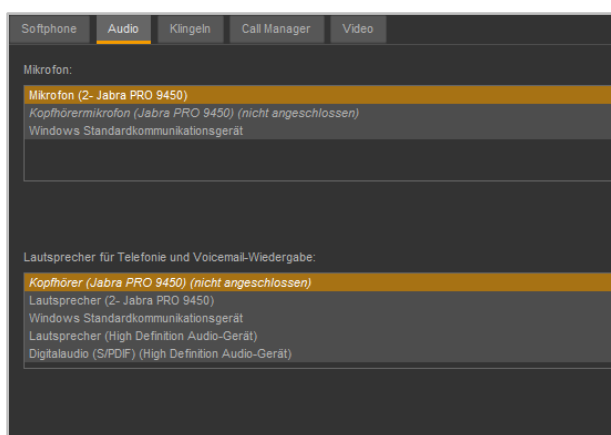 Softphone Audio Klingeln Call Manager Video
Mikrofon:
Mikrofon (2- Jabra PRO 9450)
Kopfhörermikrofon (Jabra PRO 9450) (nicht angeschlossen)
Windows Standardkommunikationsgerät
Lautsprecher für Telefonie und Voicemail-Wiedergabe:
Kopfhörer (Jabra PRO 9450) (nicht angeschlossen)
Lautsprecher (2- Jabra PRO 9450)
Windows Standardkommunikationsgerät
Lautsprecher (High Definition Audio-Gerät)
Digitalaudio (S/PDIF) (High Definition Audio-Gerät)